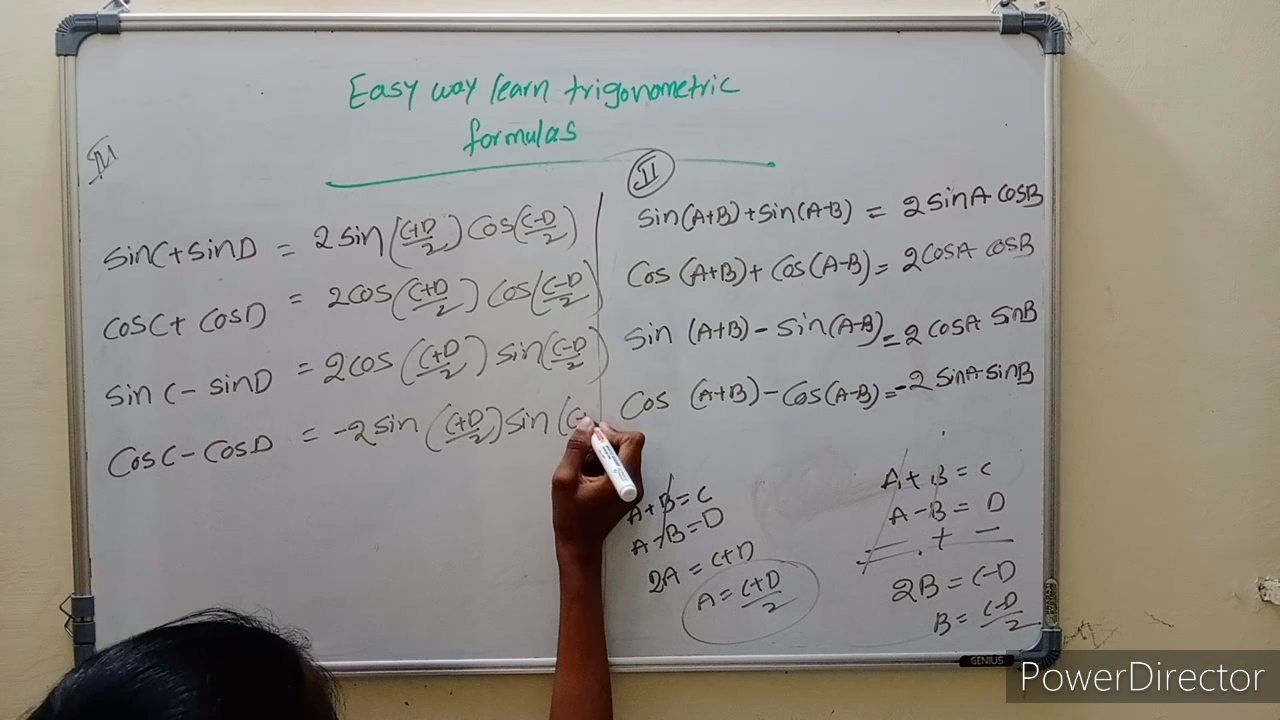 Easy way learn trigonometric
formulas
III
sinC+sinD = 2sin(C+D/2)cos(C-D/2)
cosC+ cosD = 2cos(C+D/2)cos(C-D/2)
sinC- sinD = 2cos(C+D/2) sin(C-D/2)
cosC-cosD = -2sin(C+D/2)sin(C-
II
sin(A+B)+sin(A-B) = 2sinA cosB
cos(A+B)+ cos(A-B)= 2cosA cosB
sin (A+B)- sin(A-B)= 2cosA sinB
cos (A+B)-cos(A-B)=-2sinA sinB
A+B=C
A-B=D
2A=C+D
A=C+D/2
A+B=C
A-B= D
- + -
2B=C-D
B=C-D/2
GENIUS
PowerDirector